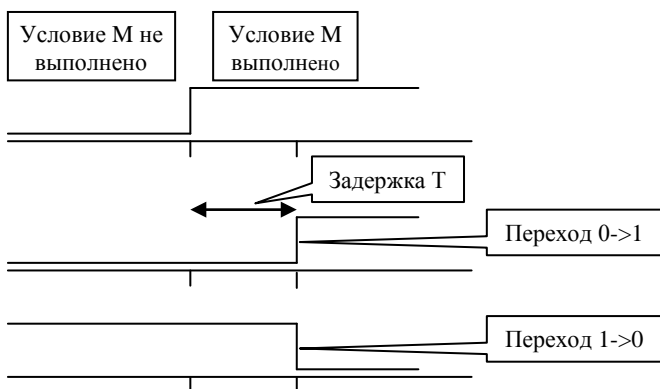 Условие М не
выполнено
Условие М
выполнено
Задержка Т
Переход 0->1
Переход 1->0